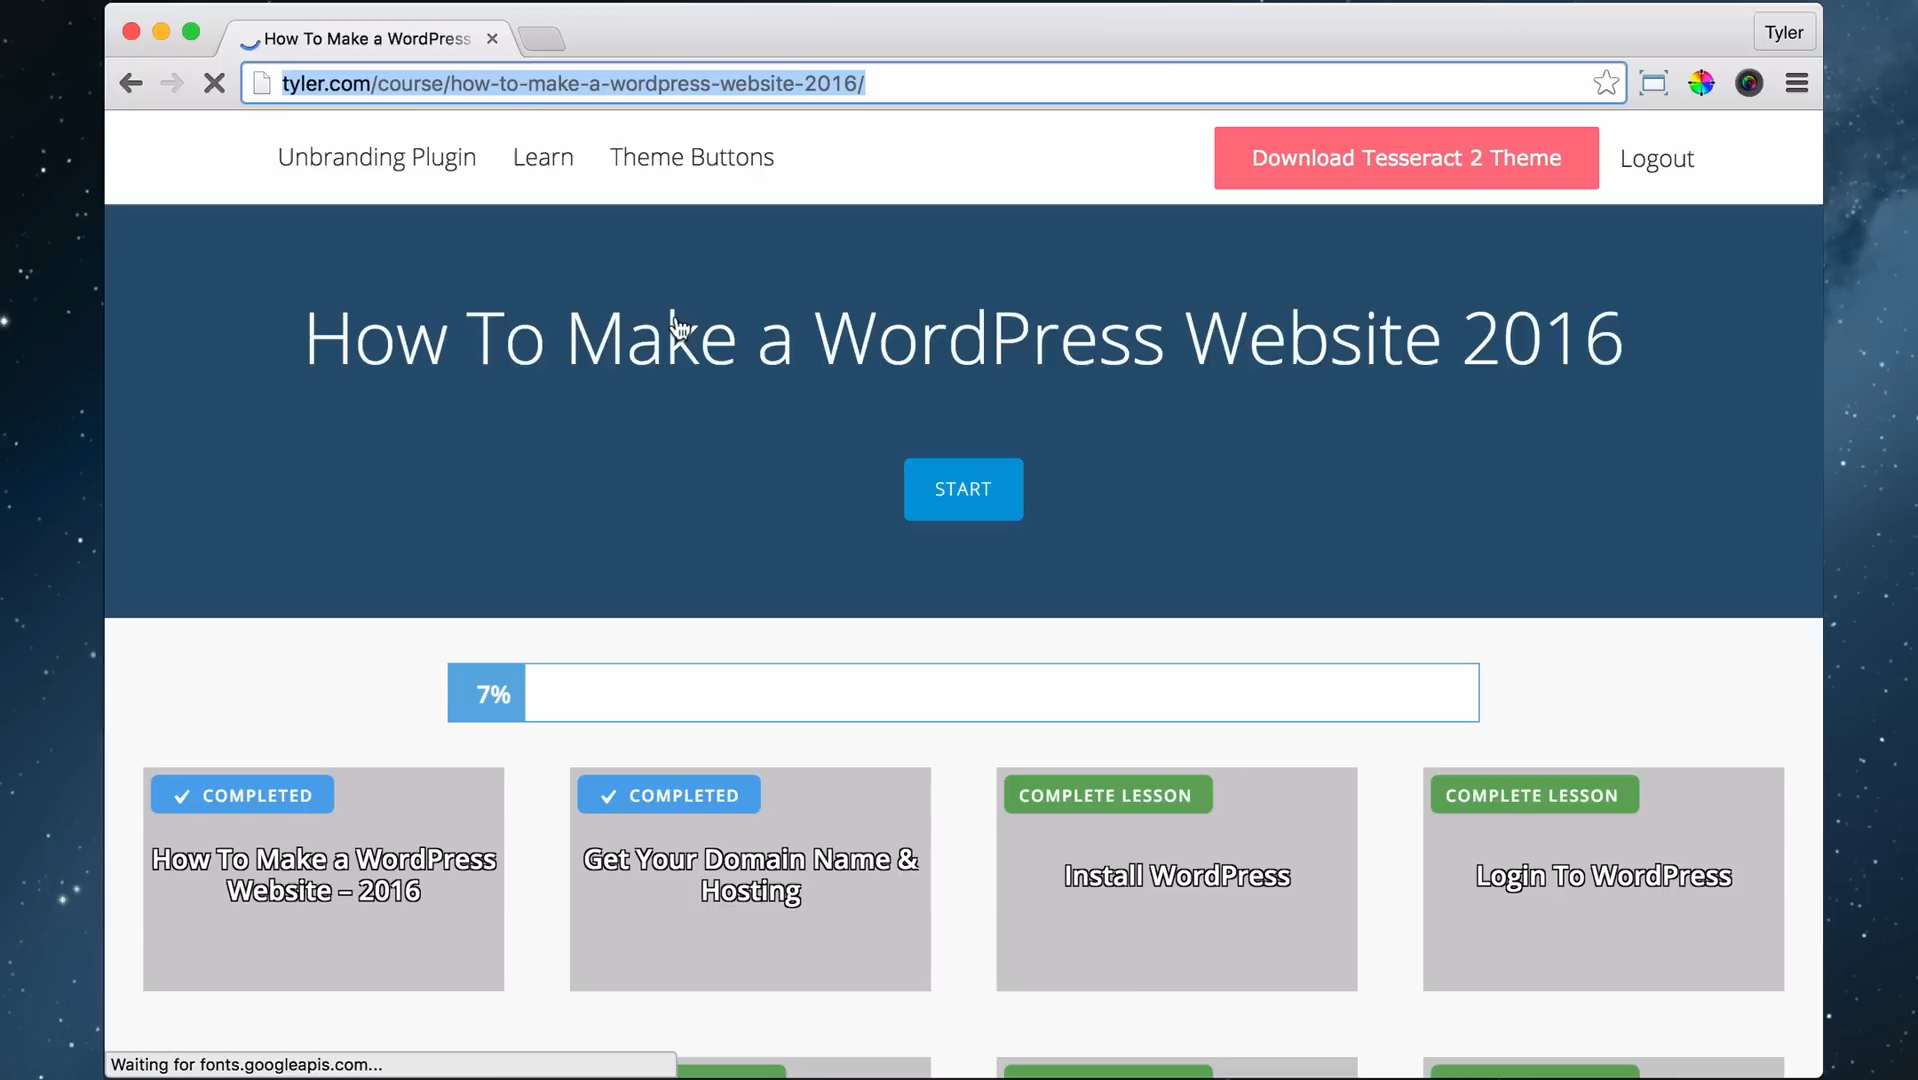 How To Make a WordPress
Tyler
tyler.com/course/how-to-make-a-wordpress-website-2016/
Unbranding Plugin
Learn
Theme Buttons
Download Tesseract 2 Theme
Logout
How To Make a WordPress Website 2016
START
7%
COMPLETED
How To Make a WordPress
Website – 2016
COMPLETED
Get Your Domain Name &
Hosting
COMPLETE LESSON
Install WordPress
COMPLETE LESSON
Login To WordPress
Waiting for fonts.googleapis.com...